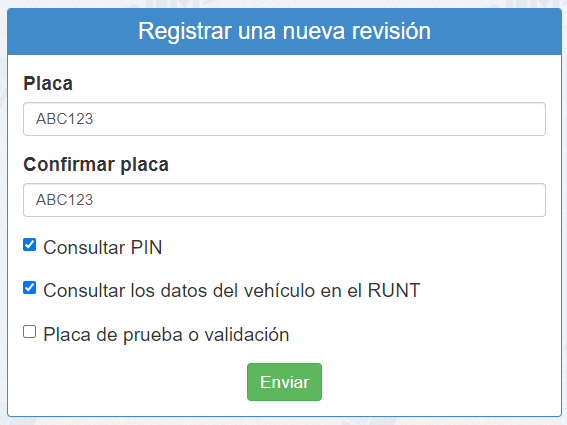 Registrar una nueva revisión
Placa
ABC123
Confirmar placa
ABC123
Consultar PIN
Consultar los datos del vehículo en el RUNT
Placa de prueba o validación
Enviar